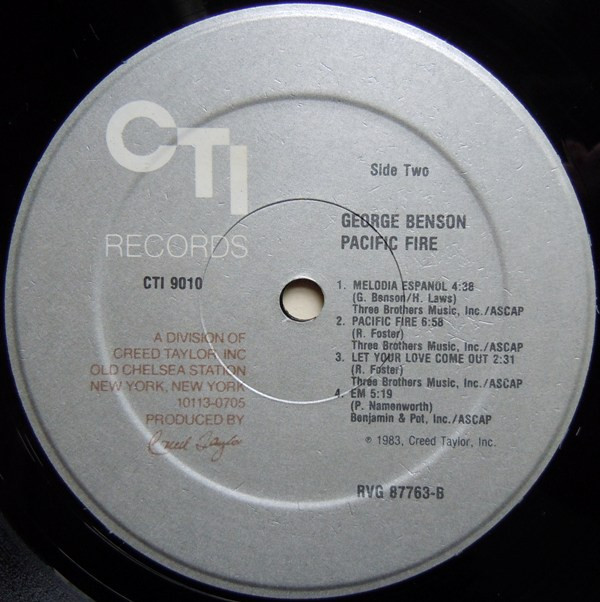 CTI
RECORDS
CTI 9010
A DIVISION OF
CREED TAYLOR, INC
OLD CHELSEA STATION
NEW YORK, NEW YORK
10113-0705
PRODUCED BY
Creed Taylor
Side Two
GEORGE BENSON
PACIFIC FIRE
1. MELODIA ESPANOL 4:38
(G. Benson/H. Laws)
Three Brothers Music, Inc./ASCAP
2. PACIFIC FIRE 6:58
(R. Foster)
Three Brothers Music, Inc./ASCAP
3. LET YOUR LOVE COME OUT 2:31
(R. Foster)
Three Brothers Music, Inc./ASCAP
4. EM 5:19
(P. Namenworth)
Benjamin & Pot, Inc./ASCAP
℗ 1983, Creed Taylor, Inc.
RVG 87763-B